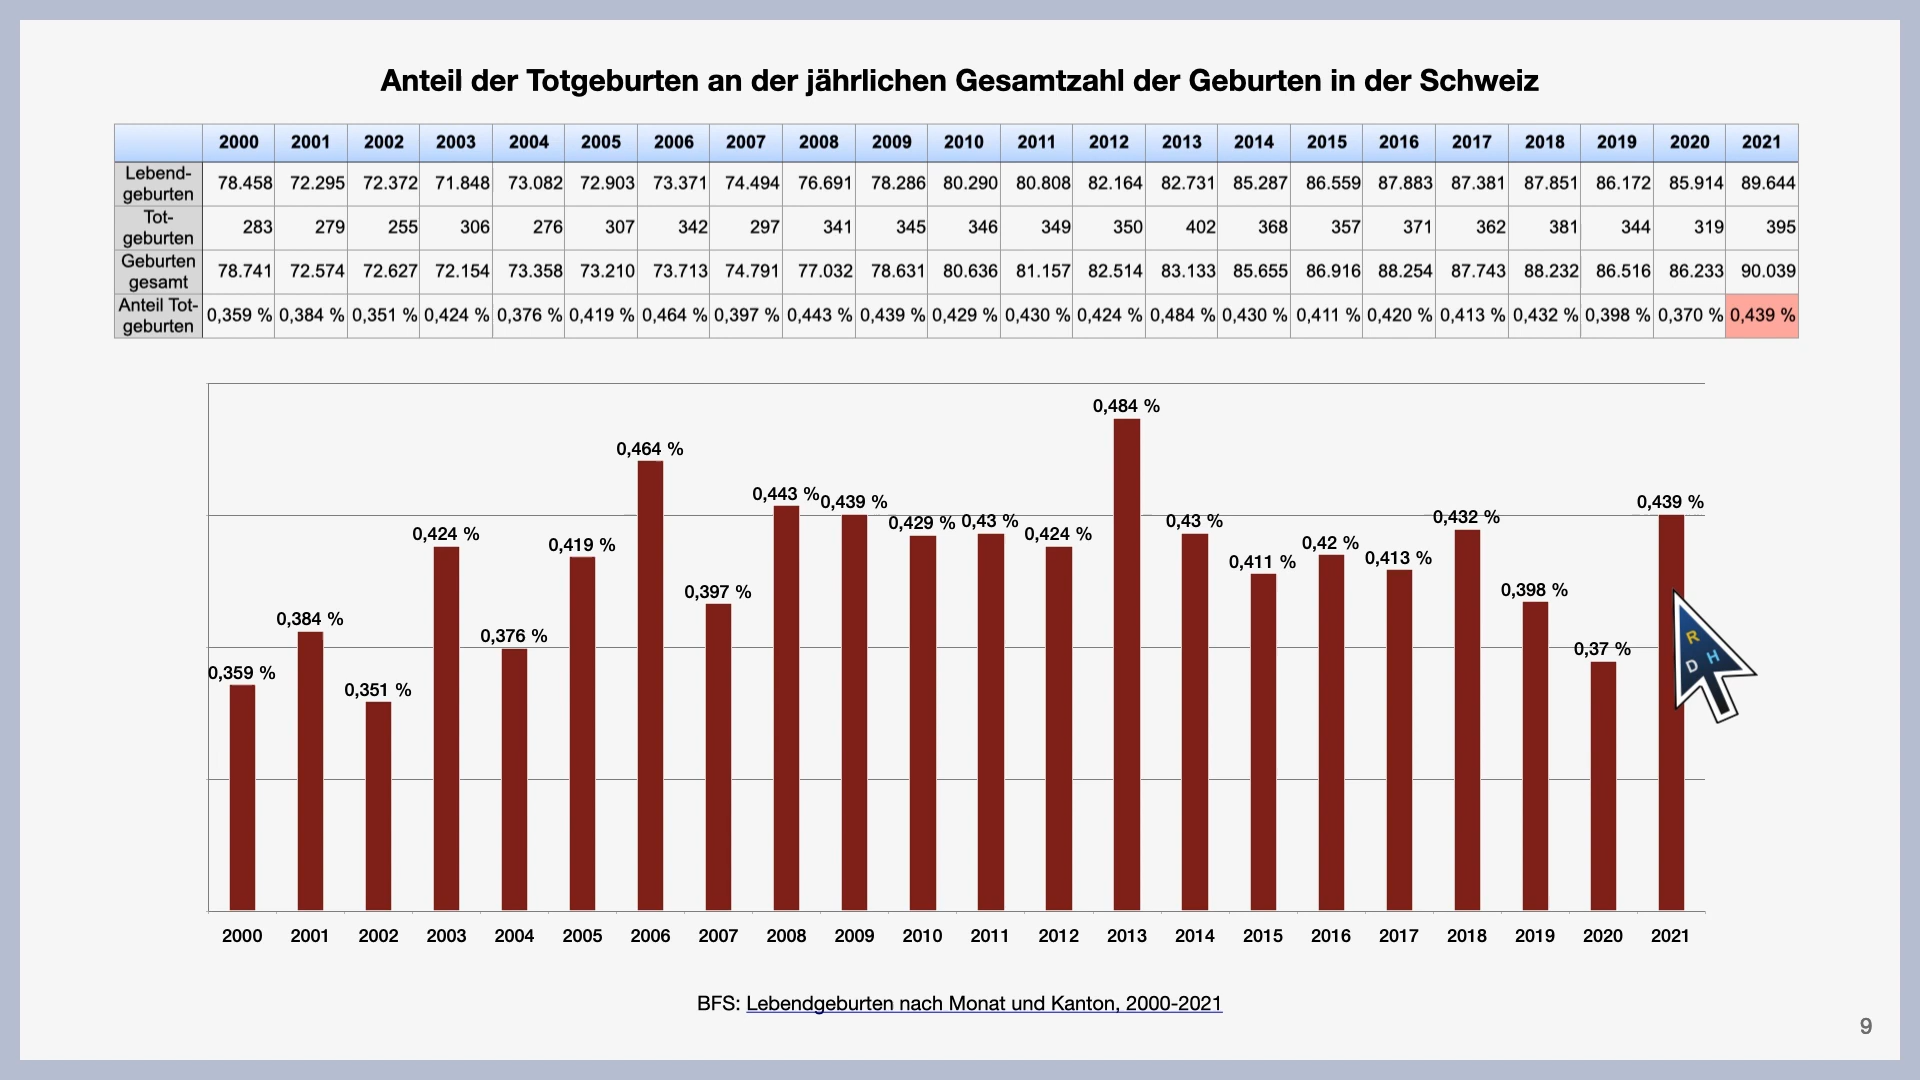 Anteil der Totgeburten an der jährlichen Gesamtzahl der Geburten in der Schweiz
2000 2001 2002 2003 2004 2005 2006 2007 2008 2009 2010 2011 2012 2013 2014 2015 2016 2017 2018 2019 2020 2021
Lebend-
geburten 78.458 72.295 72.372 71.848 73.082 72.903 73.371 74.494 76.691 78.286 80.290 80.808 82.164 82.731 85.287 86.559 87.883 87.381 87.851 86.172 85.914 89.644
Tot-
geburten 283 279 255 306 276 307 342 297 341 345 346 349 350 402 368 357 371 362 381 344 319 395
Geburten
gesamt 78.741 72.574 72.627 72.154 73.358 73.210 73.713 74.791 77.032 78.631 80.636 81.157 82.514 83.133 85.655 86.916 88.254 87.743 88.232 86.516 86.233 90.039
Anteil Tot-
geburten 0,359 % 0,384 % 0,351 % 0,424 % 0,376 % 0,419 % 0,464 % 0,397 % 0,443 % 0,439 % 0,429 % 0,430 % 0,424 % 0,484 % 0,430 % 0,411 % 0,420 % 0,413 % 0,432 % 0,398 % 0,370 % 0,439 %
0,359 % 0,384 % 0,351 % 0,424 % 0,376 % 0,419 % 0,464 % 0,397 % 0,443 % 0,439 % 0,429 % 0,43 % 0,424 % 0,484 % 0,43 % 0,411 % 0,42 % 0,413 % 0,432 % 0,398 % 0,37 % 0,439 %
R
D H
2000 2001 2002 2003 2004 2005 2006 2007 2008 2009 2010 2011 2012 2013 2014 2015 2016 2017 2018 2019 2020 2021
BFS: Lebendgeburten nach Monat und Kanton, 2000-2021
9